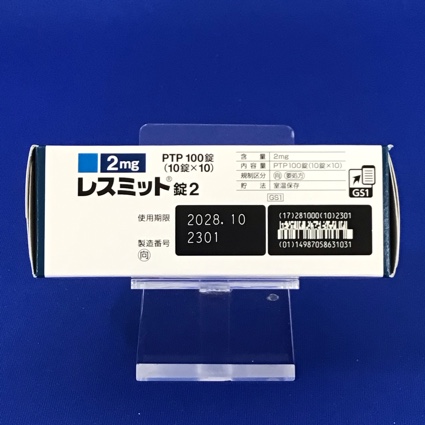 2mg PTP 100錠
(10錠×10)
レスミット®錠2
含量 2mg
内容量 PTP100錠(10錠×10)
規制区分 向 要処方
貯法 室温保存
GS1
GS1
使用期限 2028.10
製造番号 2301
向
(17)281000(10)2301
(01)14987058631031